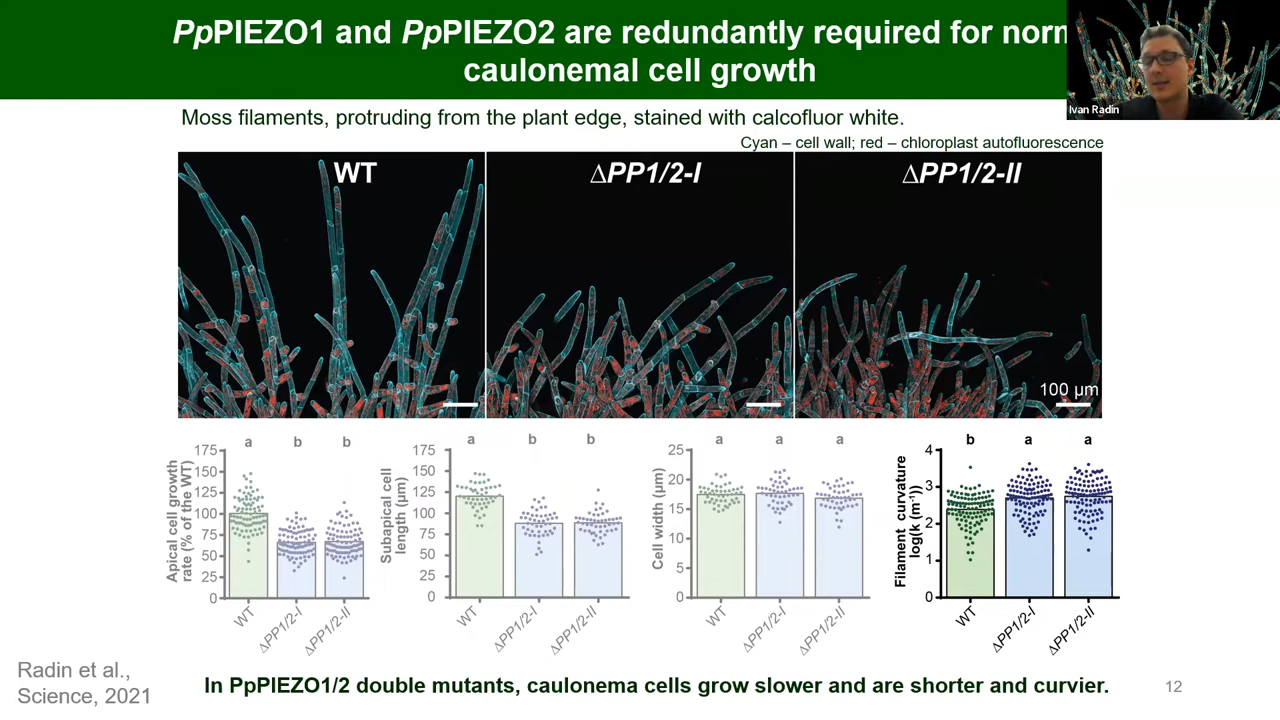 PpPIEZO1 and PpPIEZO2 are redundantly required for norm
caulonemal cell growth
Ivan Radin
Moss filaments, protruding from the plant edge, stained with calcofluor white.
Cyan – cell wall; red – chloroplast autofluorescence
WT
ΔPP1/2-I
ΔPP1/2-II
100 µm
Apical cell growth
rate (% of the WT)
175
150
125
100
75
50
25
0
a
b
b
WT
ΔPP1/2-I
ΔPP1/2-II
Subapical cell
length (µm)
175
150
125
100
75
50
25
0
a
b
b
WT
ΔPP1/2-I
ΔPP1/2-II
Cell width (µm)
25
20
15
10
5
0
a
a
a
WT
ΔPP1/2-I
ΔPP1/2-II
Filament curvature
log(k (m⁻¹))
4
3
2
1
0
b
a
a
WT
ΔPP1/2-I
ΔPP1/2-II
Radin et al.,
Science, 2021
In PpPIEZO1/2 double mutants, caulonema cells grow slower and are shorter and curvier.
12